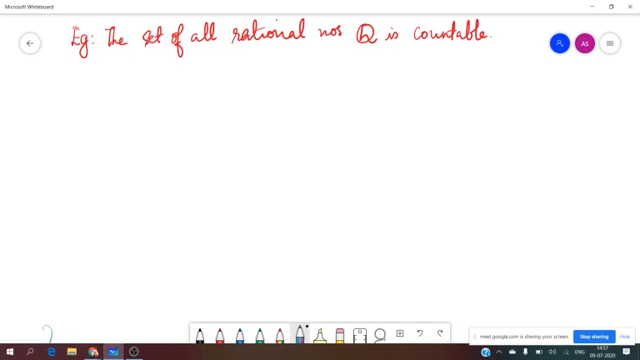 Microsoft Whiteboard
Eg: The set of all rational nos Q is countable.
AS
meet.google.com is sharing your screen.
Stop sharing
Hide
14:57
ENG
09-07-2020